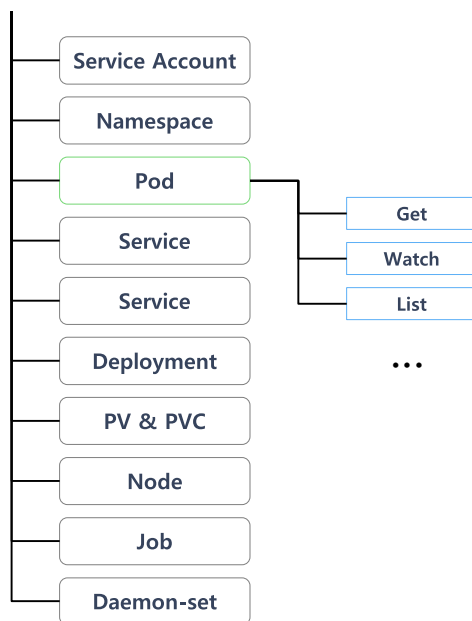 Service Account
Namespace
Pod
Get
Service
Watch
Service
List
Deployment
...
PV & PVC
Node
Job
Daemon-set